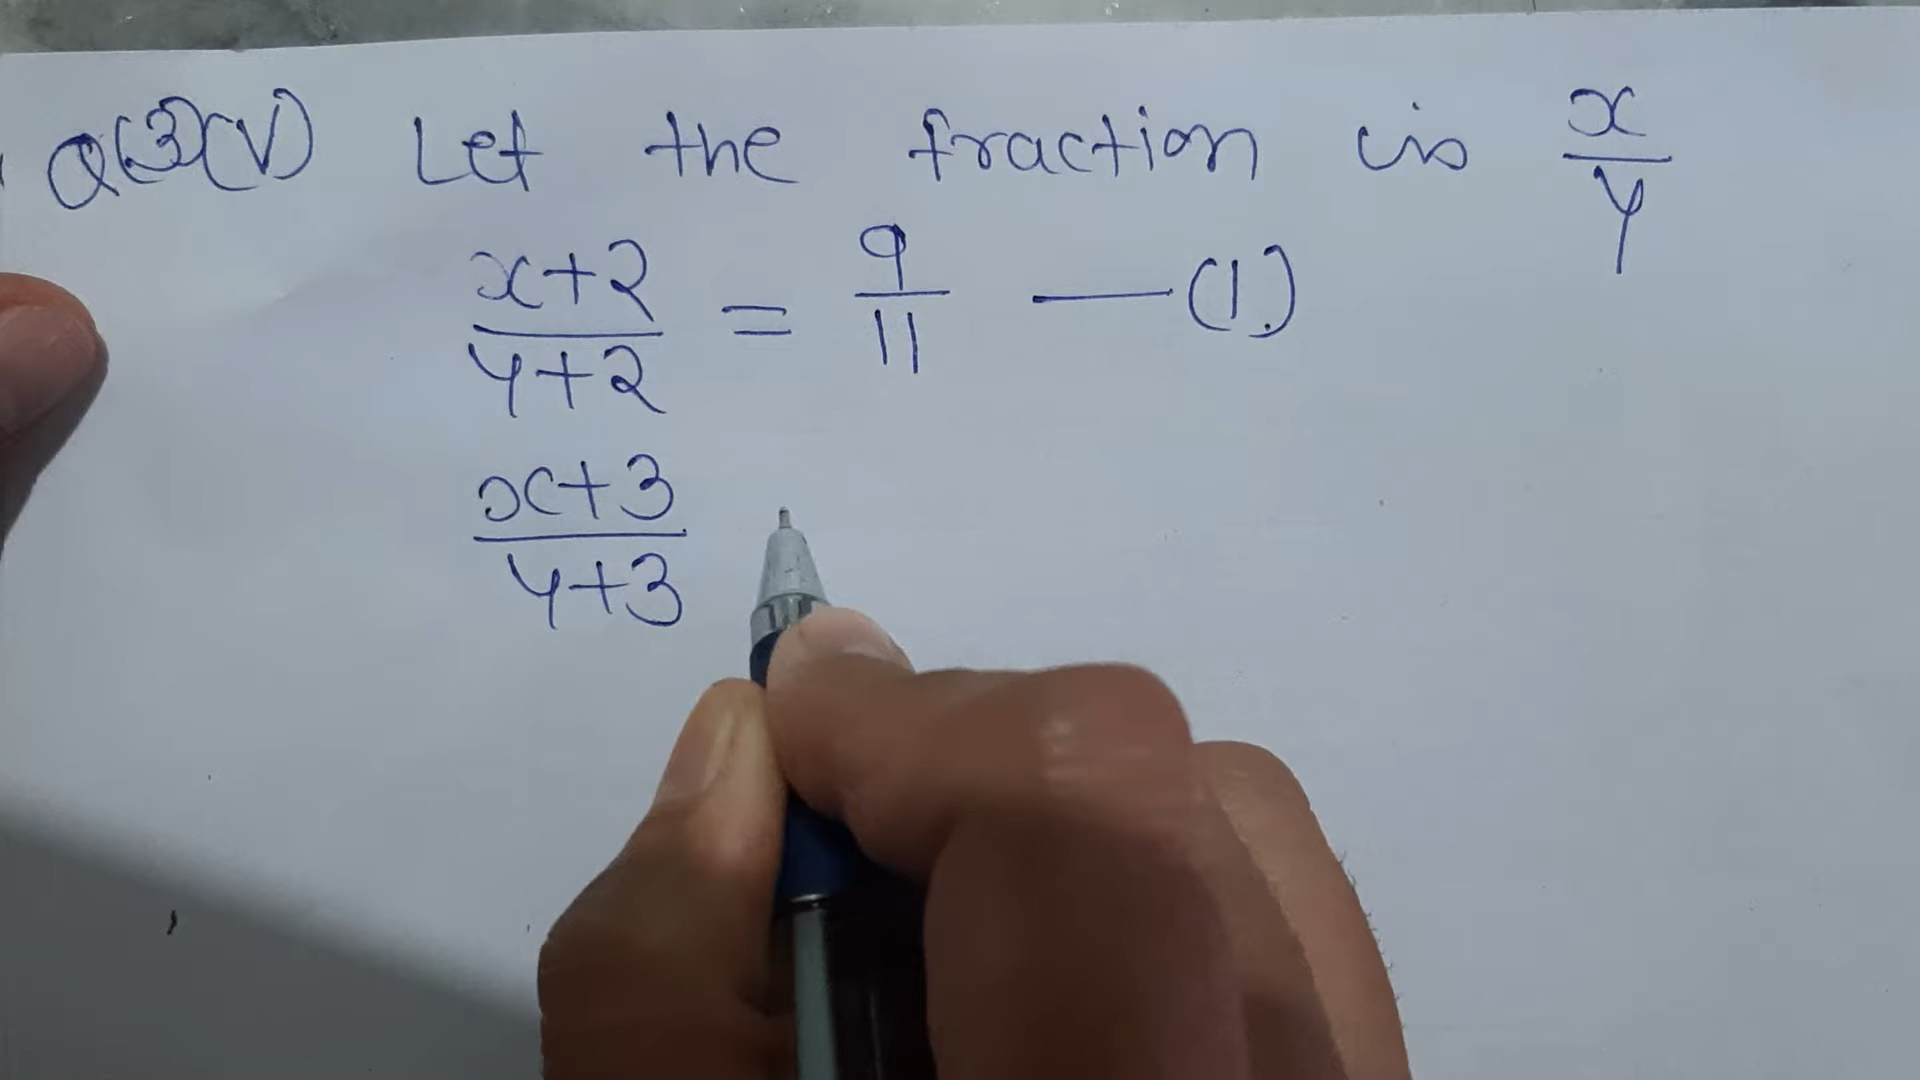 Q(3)(V) Let the fraction is x/y
x+2/y+2 = 9/11 —(1)
x+3/y+3